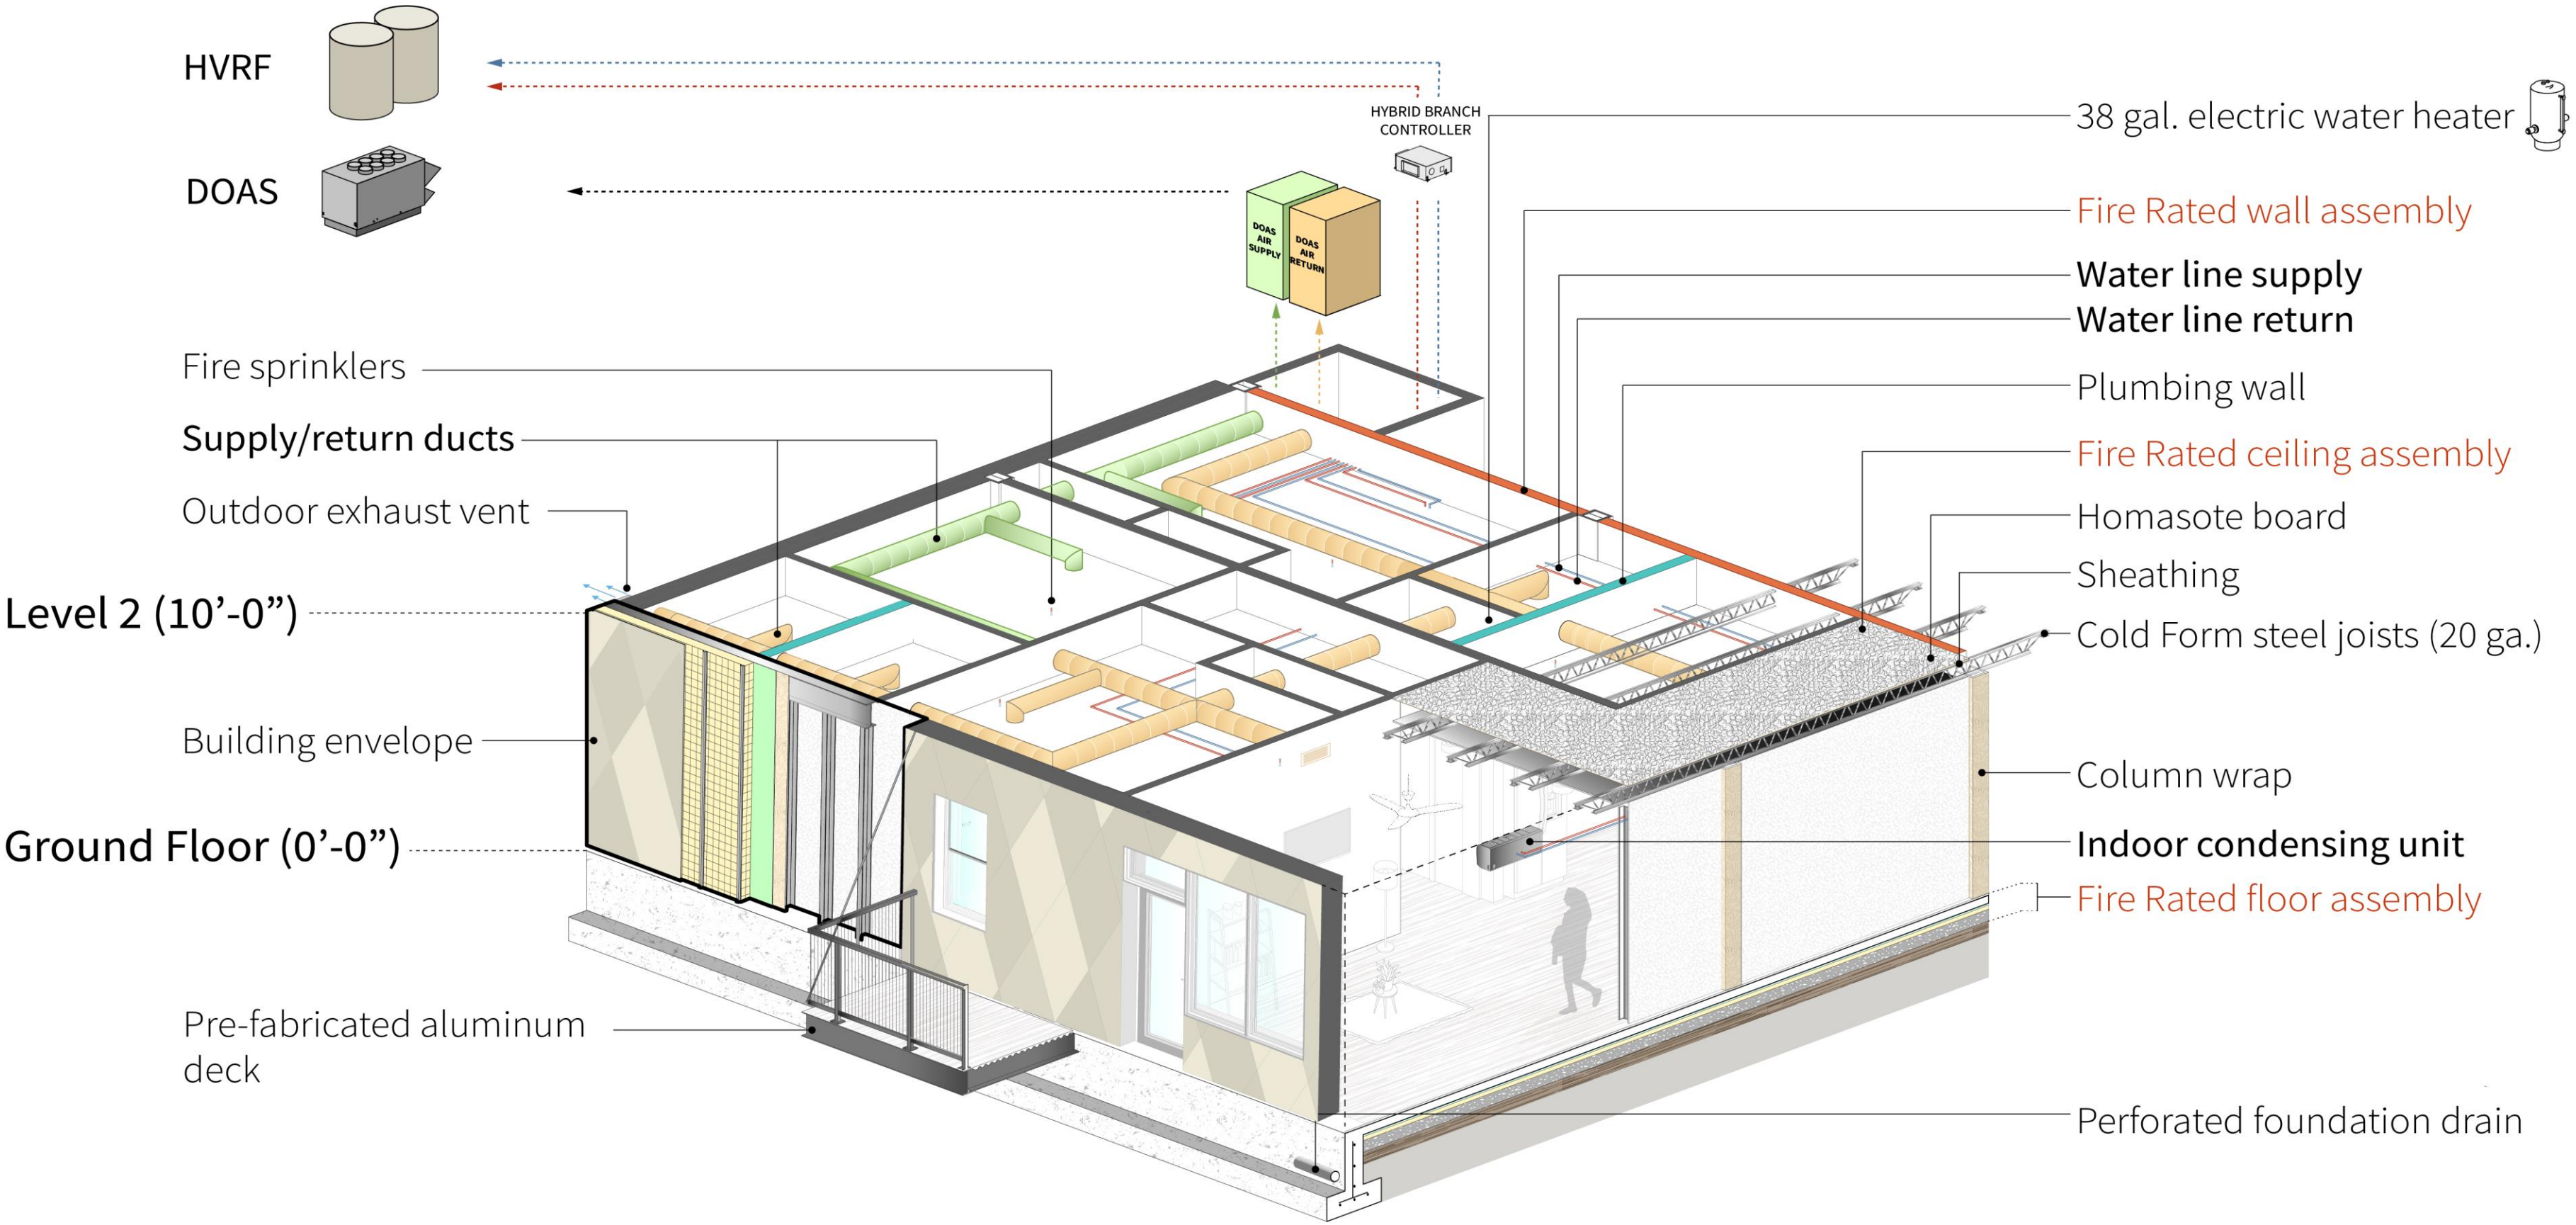 HVRF
DOAS
HYBRID BRANCH
CONTROLLER
DOAS
AIR
SUPPLY
DOAS
AIR
RETURN
Fire sprinklers
Supply/return ducts
Outdoor exhaust vent
Level 2 (10’-0”)
Building envelope
Ground Floor (0’-0”)
Pre-fabricated aluminum
deck
38 gal. electric water heater
Fire Rated wall assembly
Water line supply
Water line return
Plumbing wall
Fire Rated ceiling assembly
Homasote board
Sheathing
Cold Form steel joists (20 ga.)
Column wrap
Indoor condensing unit
Fire Rated floor assembly
Perforated foundation drain